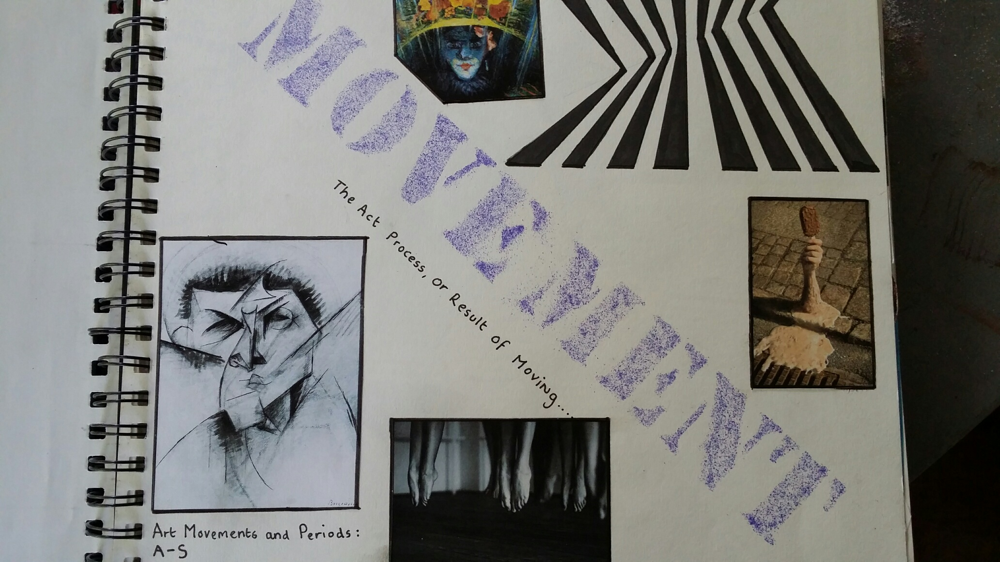 MOVEMENT
The Act Process, Or Result of Moving....
Art Movements and Periods:
A-S